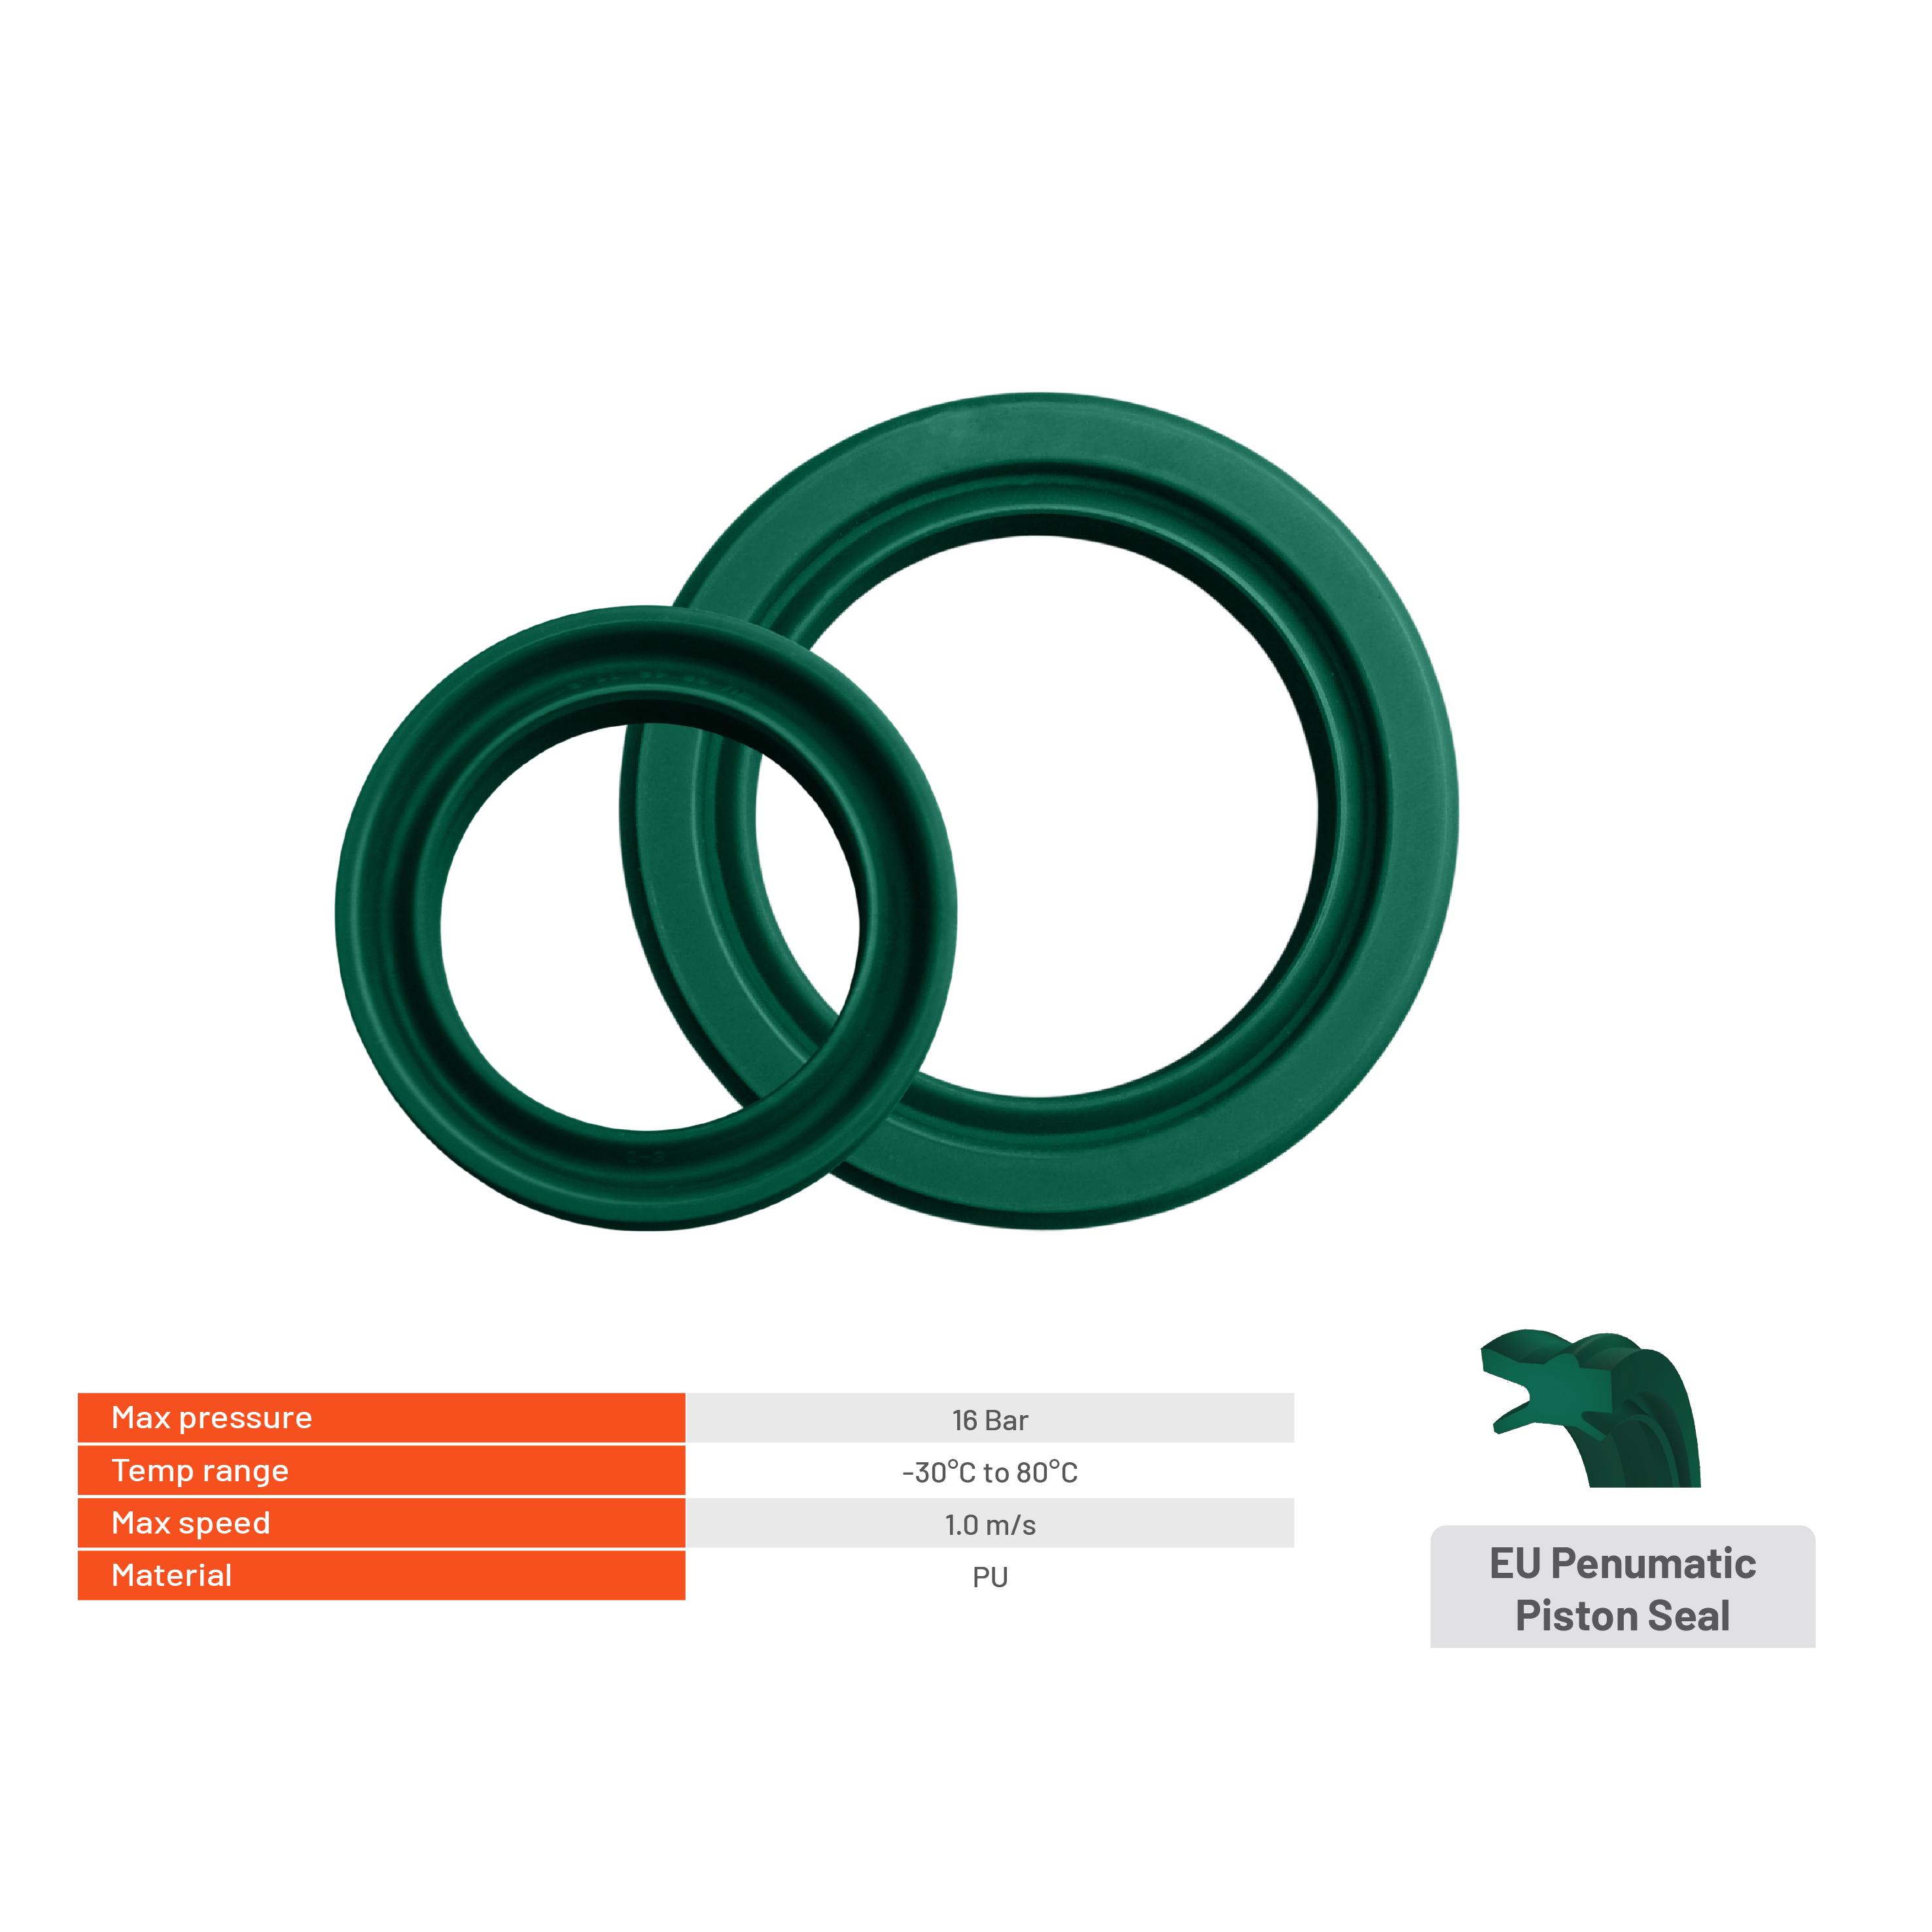 Max pressure 16 Bar
Temp range -30°C to 80°C
Max speed 1.0 m/s
Material PU
EU Penumatic
Piston Seal